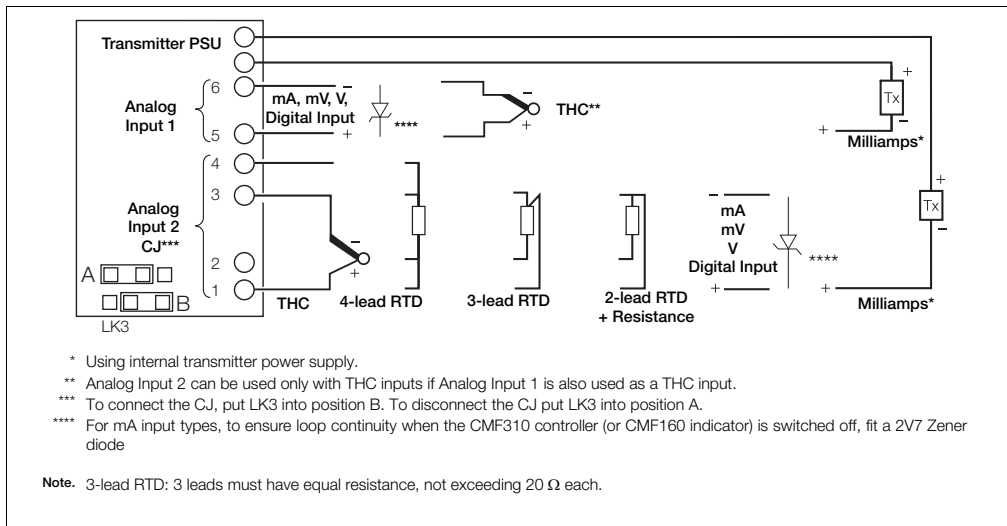 Transmitter PSU
6
Analog
Input 1
5
mA, mV, V,
Digital Input
–
+
****
–
+
THC**
+
Tx
–
+
Milliamps*
4
3
Analog
Input 2
CJ***
2
1
A
B
LK3
–
+
THC
4-lead RTD
3-lead RTD
2-lead RTD
+ Resistance
–
mA
mV
V
Digital Input
+
****
+
Tx
–
+
Milliamps*
* Using internal transmitter power supply.
** Analog Input 2 can be used only with THC inputs if Analog Input 1 is also used as a THC input.
*** To connect the CJ, put LK3 into position B. To disconnect the CJ put LK3 into position A.
**** For mA input types, to ensure loop continuity when the CMF310 controller (or CMF160 indicator) is switched off, fit a 2V7 Zener
diode
Note. 3-lead RTD: 3 leads must have equal resistance, not exceeding 20 Ω each.